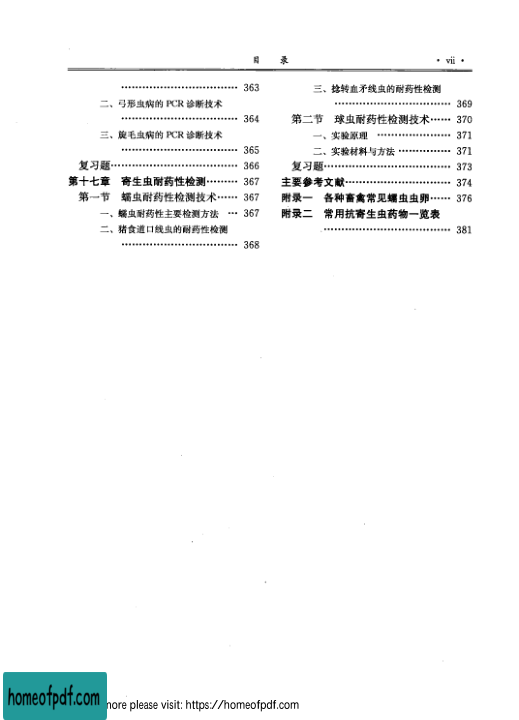 目 录
· vii ·
…………………………… 363
二、弓形虫病的 PCR 诊断技术
…………………………… 364
三、旋毛虫病的 PCR 诊断技术
…………………………… 365
复习题…………………………… 366
第十七章 寄生虫耐药性检测……… 367
第一节 蠕虫耐药性检测技术…… 367
一、蠕虫耐药性主要检测方法 … 367
二、猪食道口线虫的耐药性检测
…………………………… 368
三、捻转血矛线虫的耐药性检测
…………………………… 369
第二节 球虫耐药性检测技术…… 370
一、实验原理 ………………… 371
二、实验材料与方法 …………… 371
复习题…………………………… 373
主要参考文献……………………… 374
附录一 各种畜禽常见蠕虫虫卵…… 376
附录二 常用抗寄生虫药物一览表
…………………………… 381
homeofpdf.com
more please visit: https://homeofpdf.com